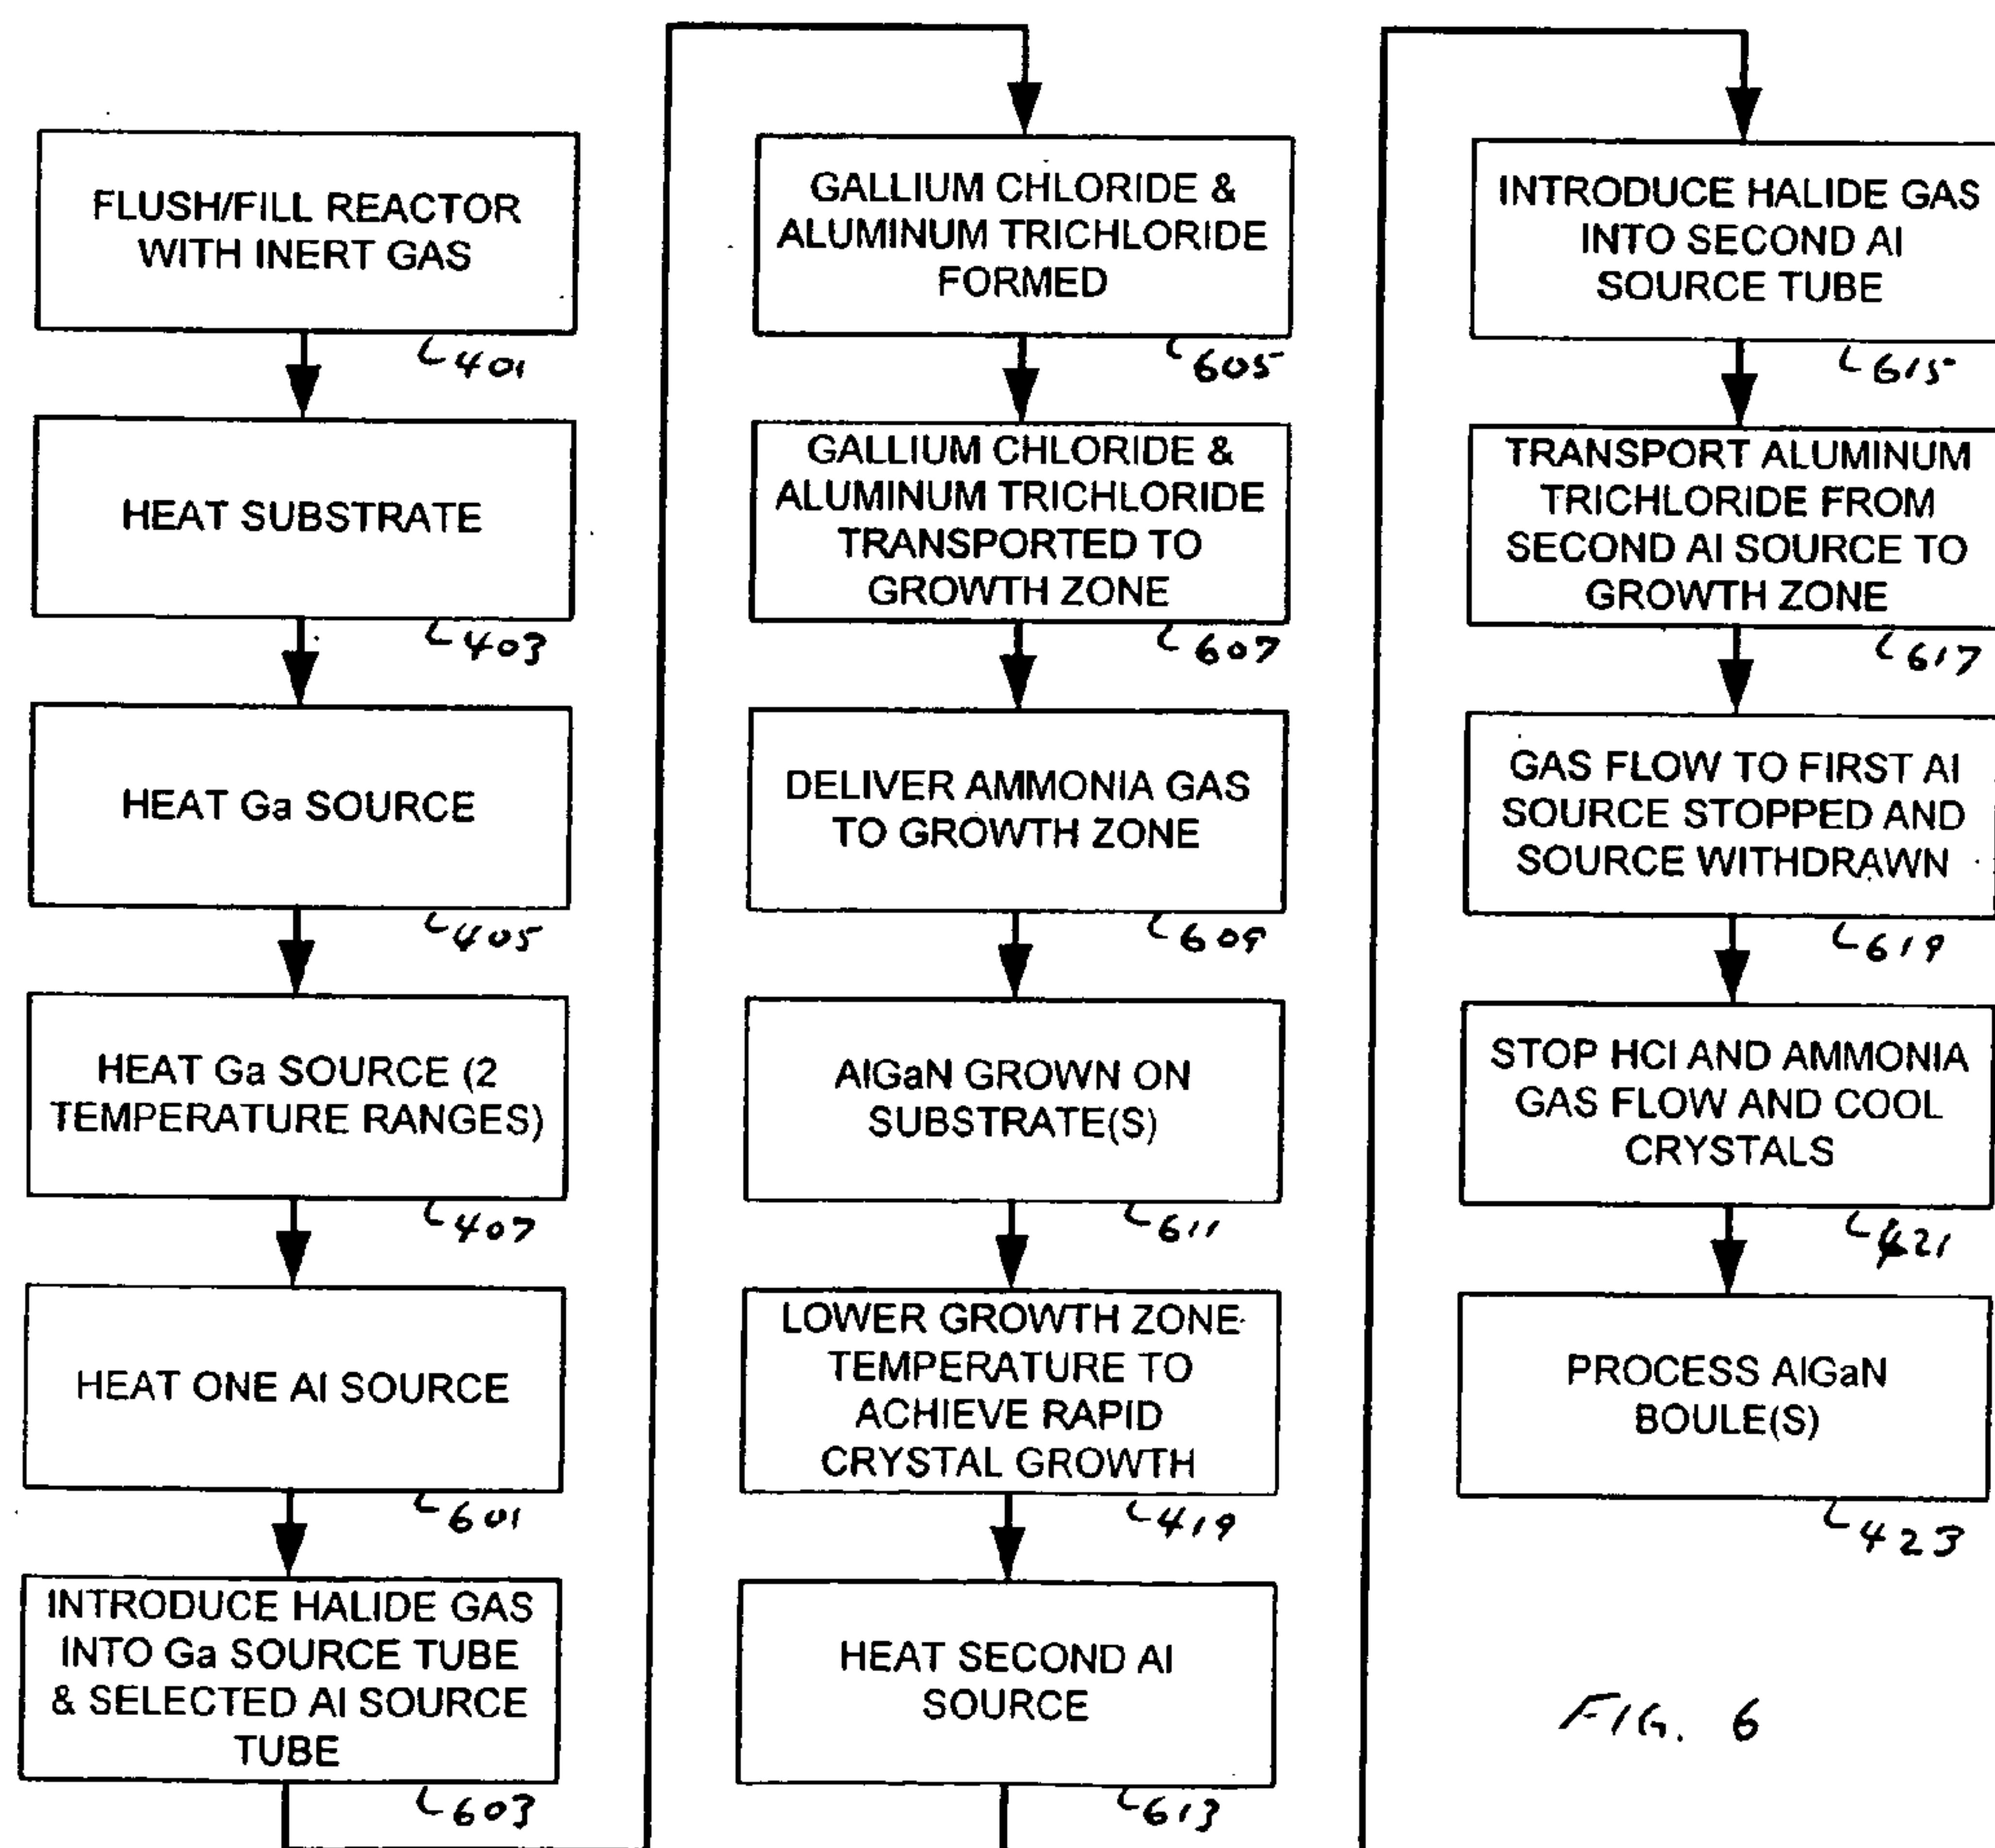 FLUSH/FILL REACTOR
WITH INERT GAS
401
HEAT SUBSTRATE
403
HEAT Ga SOURCE
405
HEAT Ga SOURCE (2
TEMPERATURE RANGES)
407
HEAT ONE Al SOURCE
601
INTRODUCE HALIDE GAS
INTO Ga SOURCE TUBE
& SELECTED Al SOURCE
TUBE
603
GALLIUM CHLORIDE &
ALUMINUM TRICHLORIDE
FORMED
605
GALLIUM CHLORIDE &
ALUMINUM TRICHLORIDE
TRANSPORTED TO
GROWTH ZONE
607
DELIVER AMMONIA GAS
TO GROWTH ZONE
609
AlGaN GROWN ON
SUBSTRATE(S)
611
LOWER GROWTH ZONE
TEMPERATURE TO
ACHIEVE RAPID
CRYSTAL GROWTH
419
HEAT SECOND Al
SOURCE
613
INTRODUCE HALIDE GAS
INTO SECOND Al
SOURCE TUBE
615
TRANSPORT ALUMINUM
TRICHLORIDE FROM
SECOND Al SOURCE TO
GROWTH ZONE
617
GAS FLOW TO FIRST Al
SOURCE STOPPED AND
SOURCE WITHDRAWN
619
STOP HCl AND AMMONIA
GAS FLOW AND COOL
CRYSTALS
421
PROCESS AlGaN
BOULE(S)
423
FIG. 6